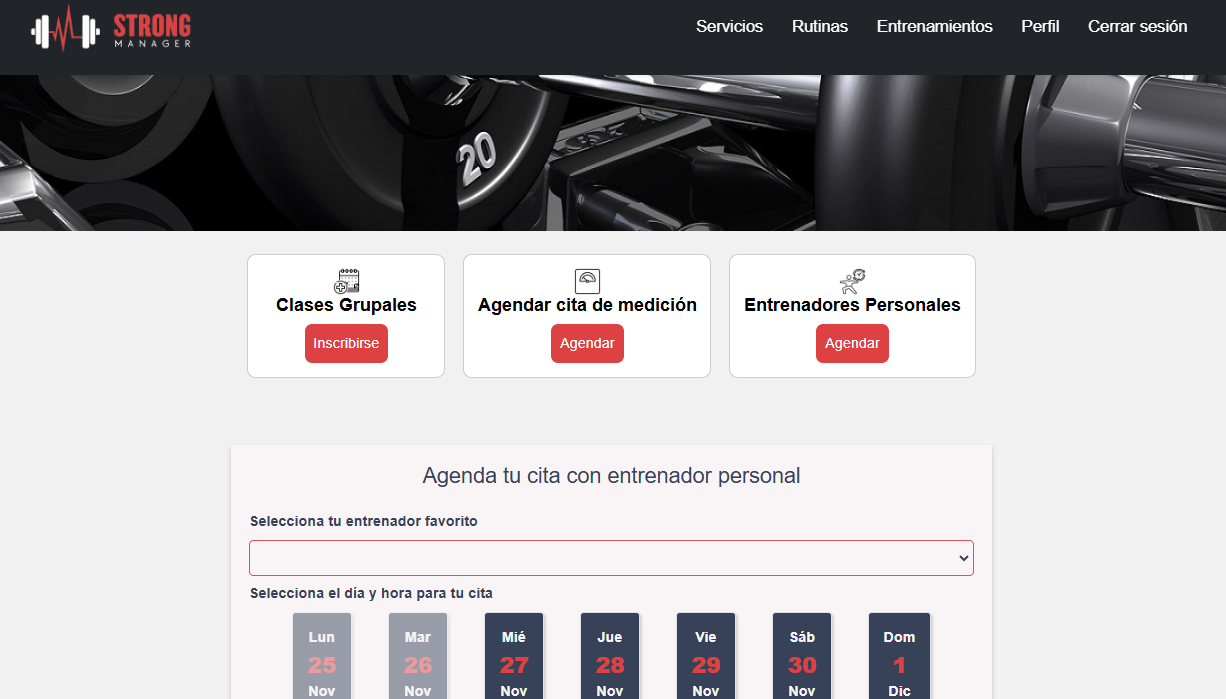 STRONG
MANAGER
Servicios Rutinas Entrenamientos Perfil Cerrar sesión
20
Clases Grupales
Inscribirse
Agendar cita de medición
Agendar
Entrenadores Personales
Agendar
Agenda tu cita con entrenador personal
Selecciona tu entrenador favorito
Selecciona el día y hora para tu cita
Lun Mar Mié Jue Vie Sáb Dom
25 26 27 28 29 30 1
Nov Nov Nov Nov Nov Nov Dic